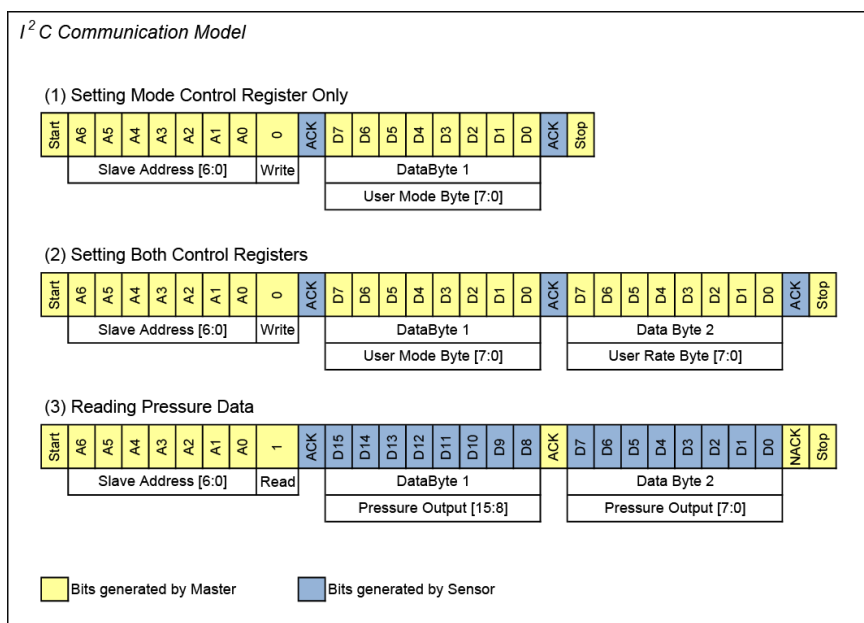 I² C Communication Model
(1) Setting Mode Control Register Only
Start A6 A5 A4 A3 A2 A1 A0 0 ACK D7 D6 D5 D4 D3 D2 D1 D0 ACK Stop
Slave Address [6:0] Write DataByte 1
User Mode Byte [7:0]
(2) Setting Both Control Registers
Start A6 A5 A4 A3 A2 A1 A0 0 ACK D7 D6 D5 D4 D3 D2 D1 D0 ACK D7 D6 D5 D4 D3 D2 D1 D0 ACK Stop
Slave Address [6:0] Write DataByte 1 Data Byte 2
User Mode Byte [7:0] User Rate Byte [7:0]
(3) Reading Pressure Data
Start A6 A5 A4 A3 A2 A1 A0 1 ACK D15 D14 D13 D12 D11 D10 D9 D8 ACK D7 D6 D5 D4 D3 D2 D1 D0 NACK Stop
Slave Address [6:0] Read DataByte 1 Data Byte 2
Pressure Output [15:8] Pressure Output [7:0]
Bits generated by Master Bits generated by Sensor